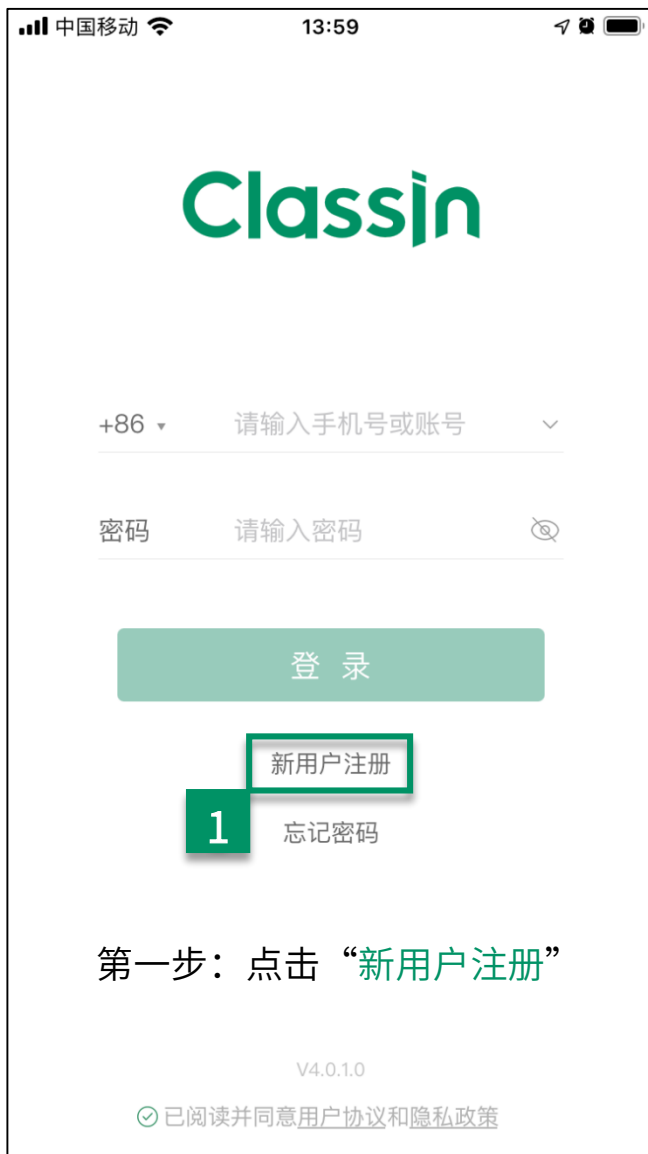 中国移动 13:59
ClassIn
+86 请输入手机号或账号
密码 请输入密码
登 录
新用户注册
1
忘记密码
第一步：点击“新用户注册”
V4.0.1.0
已阅读并同意用户协议和隐私政策